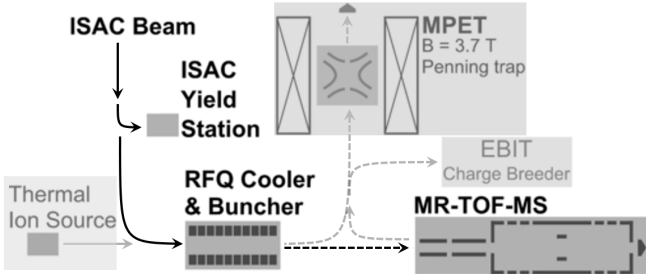 ISAC Beam
ISAC
Yield
Station
MPET
B = 3.7 T
Penning trap
EBIT
Charge Breeder
Thermal
Ion Source
RFQ Cooler
& Buncher
MR-TOF-MS